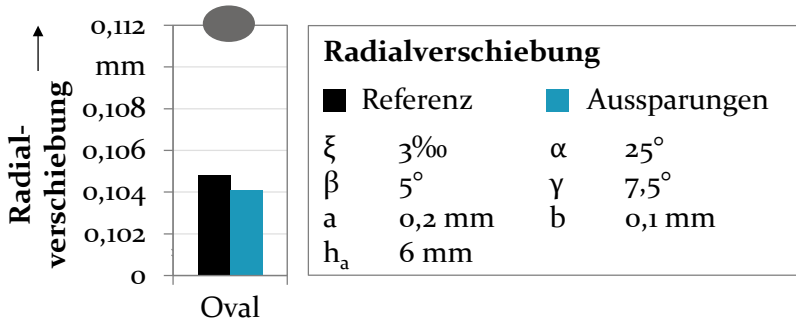 Radial-
verschiebung
0,112
mm
0,108
0,106
0,104
0,102
0
Oval
Radialverschiebung
Referenz Aussparungen
ξ 3‰ α 25°
β 5° γ 7,5°
a 0,2 mm b 0,1 mm
hₐ 6 mm